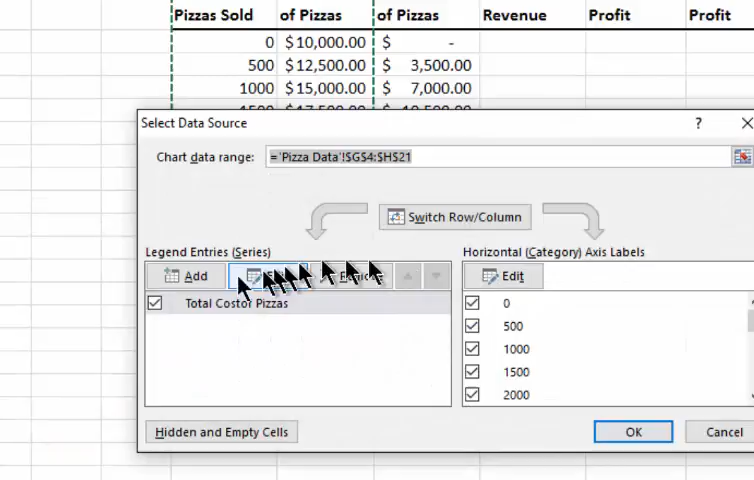 Pizzas Sold of Pizzas of Pizzas Revenue Profit Profit
0 $10,000.00 $ -
500 $12,500.00 $ 3,500.00
1000 $15,000.00 $ 7,000.00
Select Data Source ?
Chart data range: ='Pizza Data'!$G$4:$H$21
Switch Row/Column
Legend Entries (Series)
Horizontal (Category) Axis Labels
Add
Edit
Total Costor Pizzas
0
500
1000
1500
2000
Hidden and Empty Cells
OK Cancel